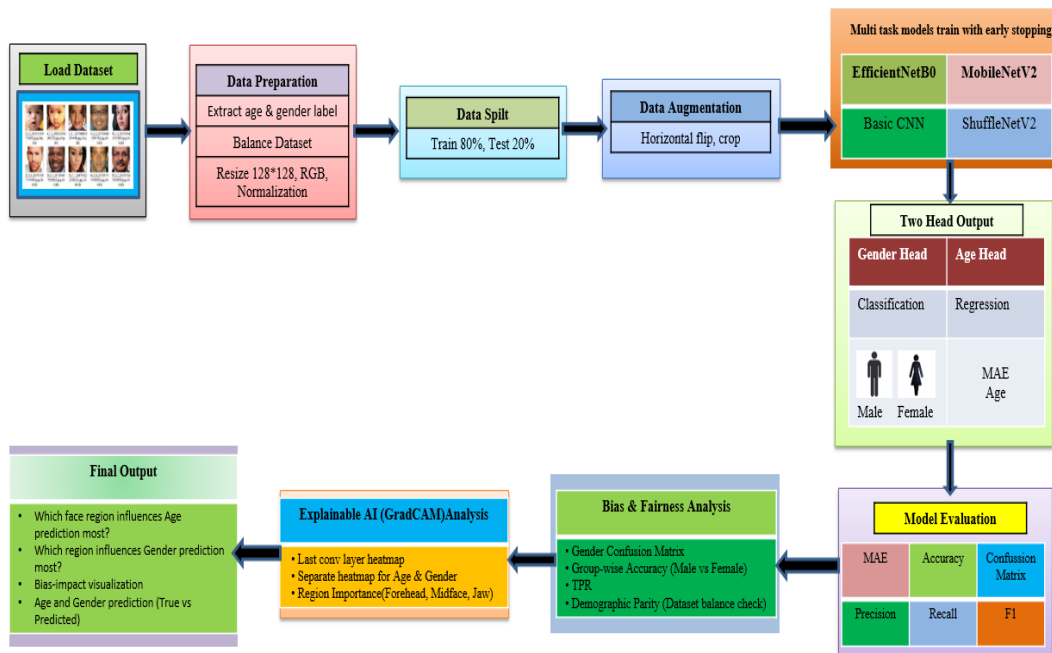 Load Dataset
Data Preparation
Extract age & gender label
Balance Dataset
Resize 128*128, RGB,
Normalization
Data Spilt
Train 80%, Test 20%
Data Augmentation
Horizontal flip, crop
Multi task models train with early stopping
EfficientNetB0
MobileNetV2
Basic CNN
ShuffleNetV2
Two Head Output
Gender Head
Age Head
Classification
Regression
Male
Female
MAE
Age
Model Evaluation
MAE
Accuracy
Confussion
Matrix
Precision
Recall
F1
Bias & Fairness Analysis
• Gender Confusion Matrix
• Group-wise Accuracy (Male vs Female)
• TPR
• Demographic Parity (Dataset balance check)
Explainable AI (GradCAM)Analysis
• Last conv layer heatmap
• Separate heatmap for Age & Gender
• Region Importance(Forehead, Midface, Jaw)
Final Output
• Which face region influences Age
prediction most?
• Which region influences Gender prediction
most?
• Bias-impact visualization
• Age and Gender prediction (True vs
Predicted)